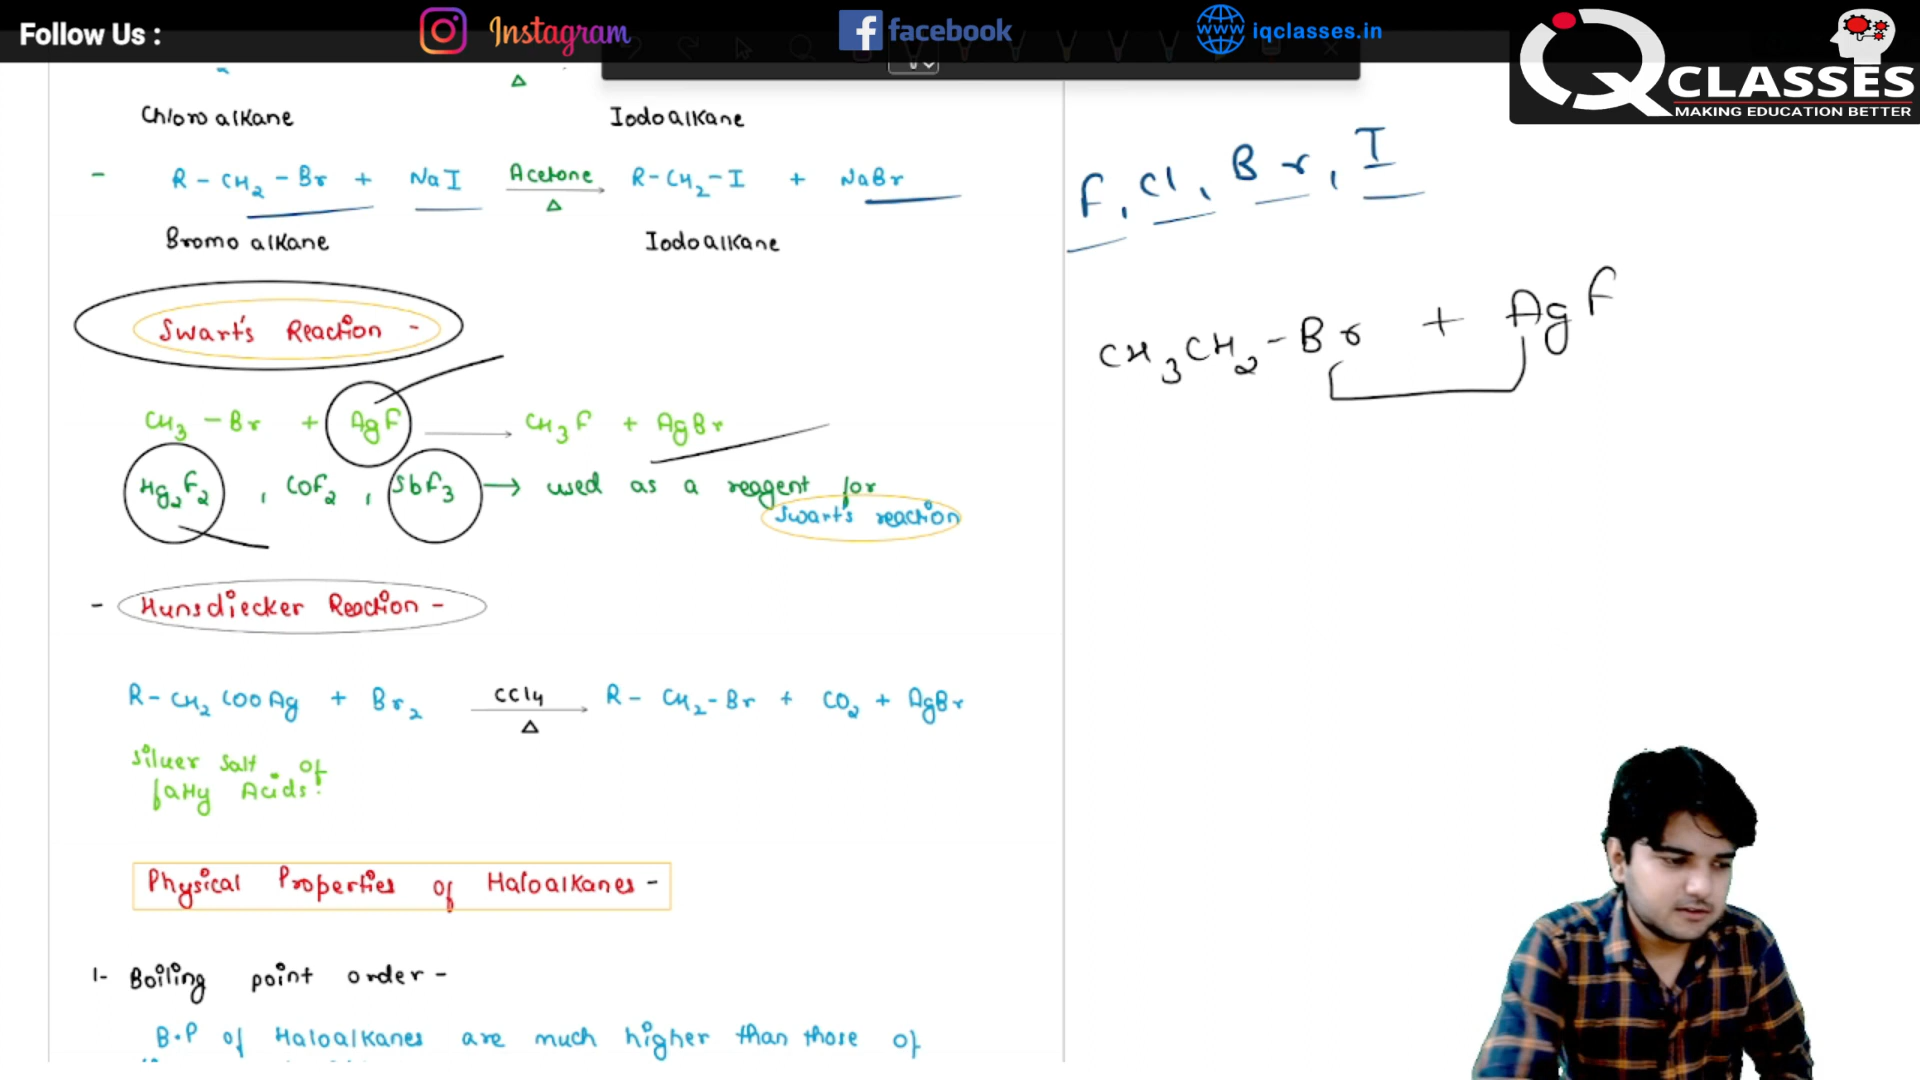 Follow Us :
Instagram
facebook
iqclasses.in
IQ CLASSES
MAKING EDUCATION BETTER
Δ
Chloro alkane
Iodoalkane
- R - CH₂ - Br + NaI Acetone Δ → R-CH₂-I + NaBr
Bromo alkane
Iodoalkane
Swart's Reaction -
CH₃ - Br + AgF → CH₃F + AgBr
Hg₂F₂ , CoF₂ , SbF₃ → used as a reagent for
Swart's reaction
- Hunsdiecker Reaction -
R- CH₂ COOAg + Br₂ CCl4 Δ → R- CH₂-Br + CO₂ + AgBr
Silver Salt of
fatty Acids.
Physical Properties of Haloalkanes -
1- Boiling point order -
B.P of Haloalkanes are much higher than those of
F, Cl, Br, I
CH₃CH₂-Br + AgF